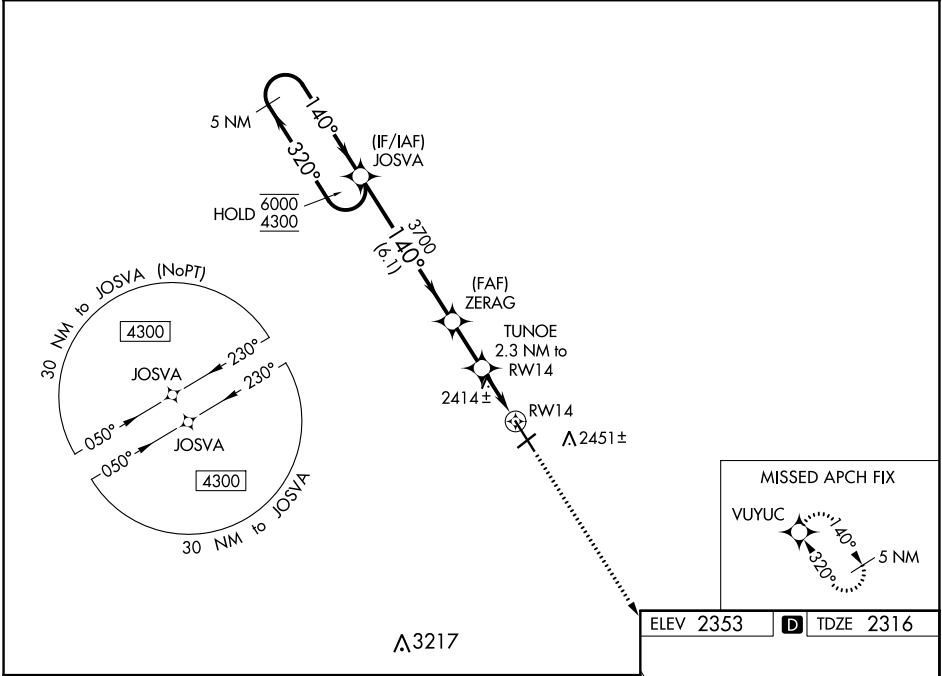 5 NM
140°
320°
(IF/IAF)
JOSVA
HOLD 6000
4300
3700
140°
(6.1)
(FAF)
ZERAG
TUNOE
2.3 NM to
RW14
2414±
RW14
2451±
30 NM to JOSVA (NoPT)
4300
JOSVA
230°
050°
230°
JOSVA
050°
4300
30 NM to JOSVA
MISSED APCH FIX
VUYUC
140°
320°
5 NM
3217
ELEV 2353 D TDZE 2316